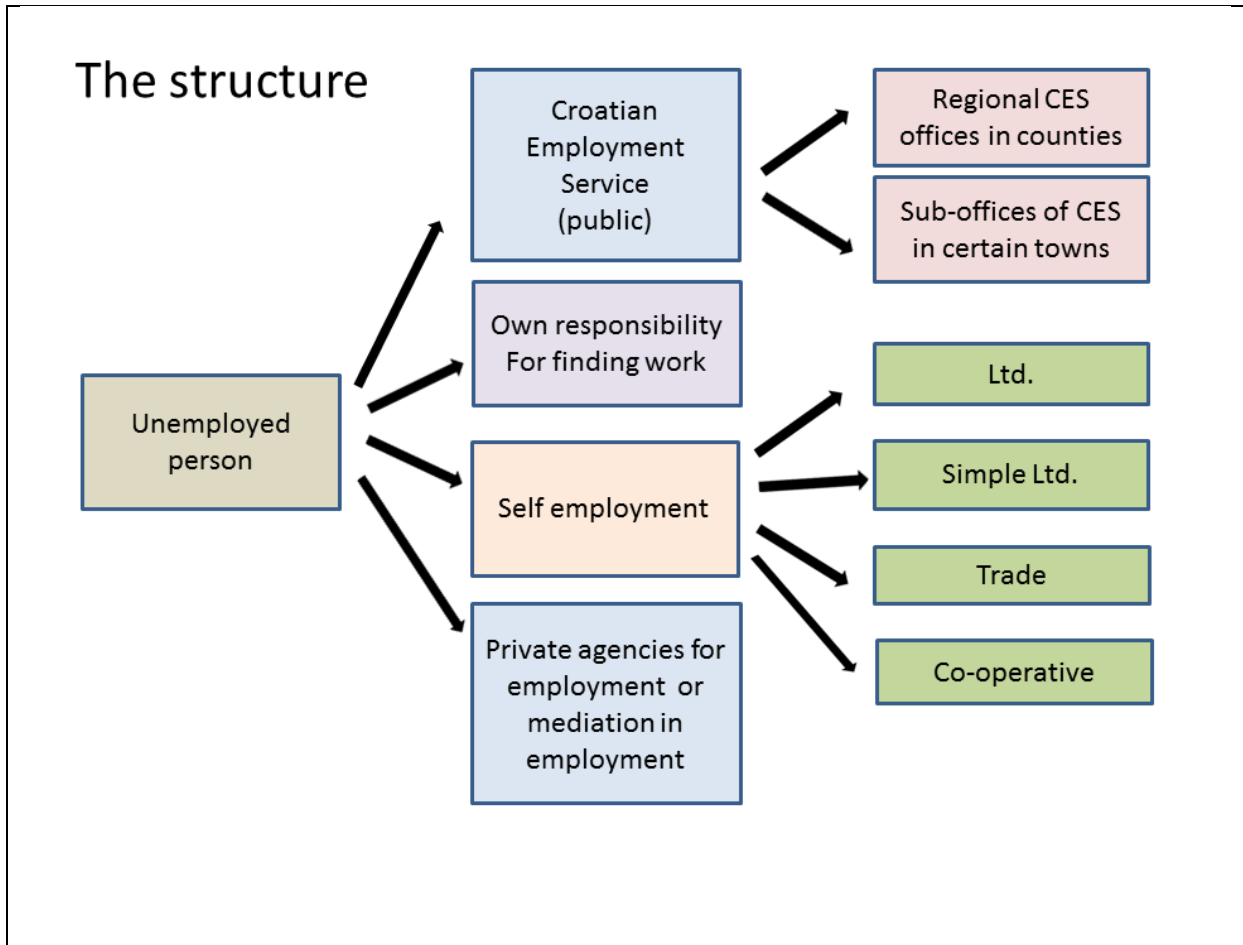 The structure
Croatian
Employment
Service
(public)
Regional CES
offices in counties
Sub-offices of CES
in certain towns
Own responsibility
For finding work
Unemployed
person
Self employment
Ltd.
Simple Ltd.
Trade
Co-operative
Private agencies for
employment or
mediation in
employment